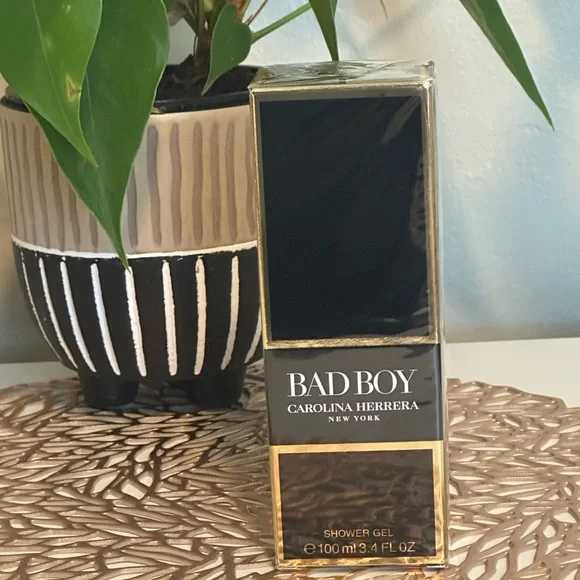 BAD BOY
CAROLINA HERRERA
NEW YORK
SHOWER GEL
℮ 100 ml 3.4 FL OZ